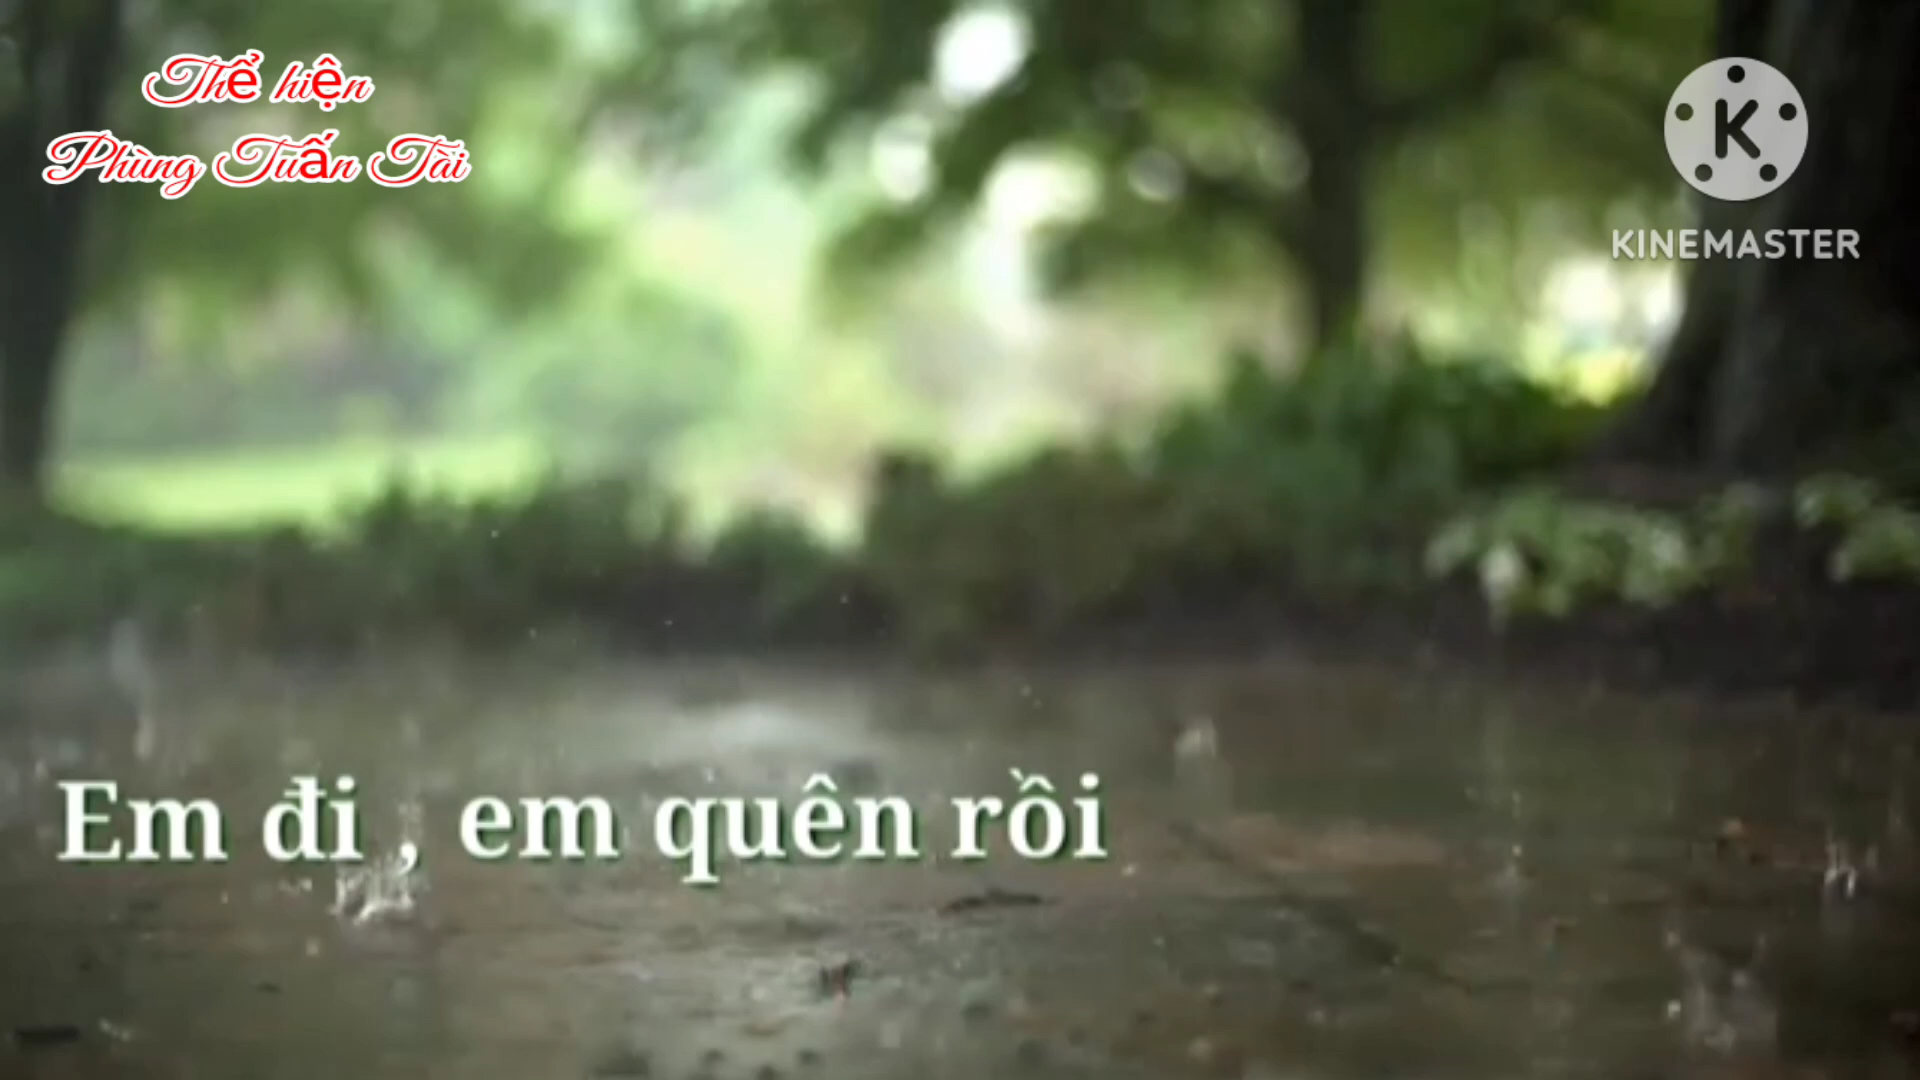 Thể hiện
Phùng Tuấn Tài
K
KINEMASTER
Em đi , em quên rồi